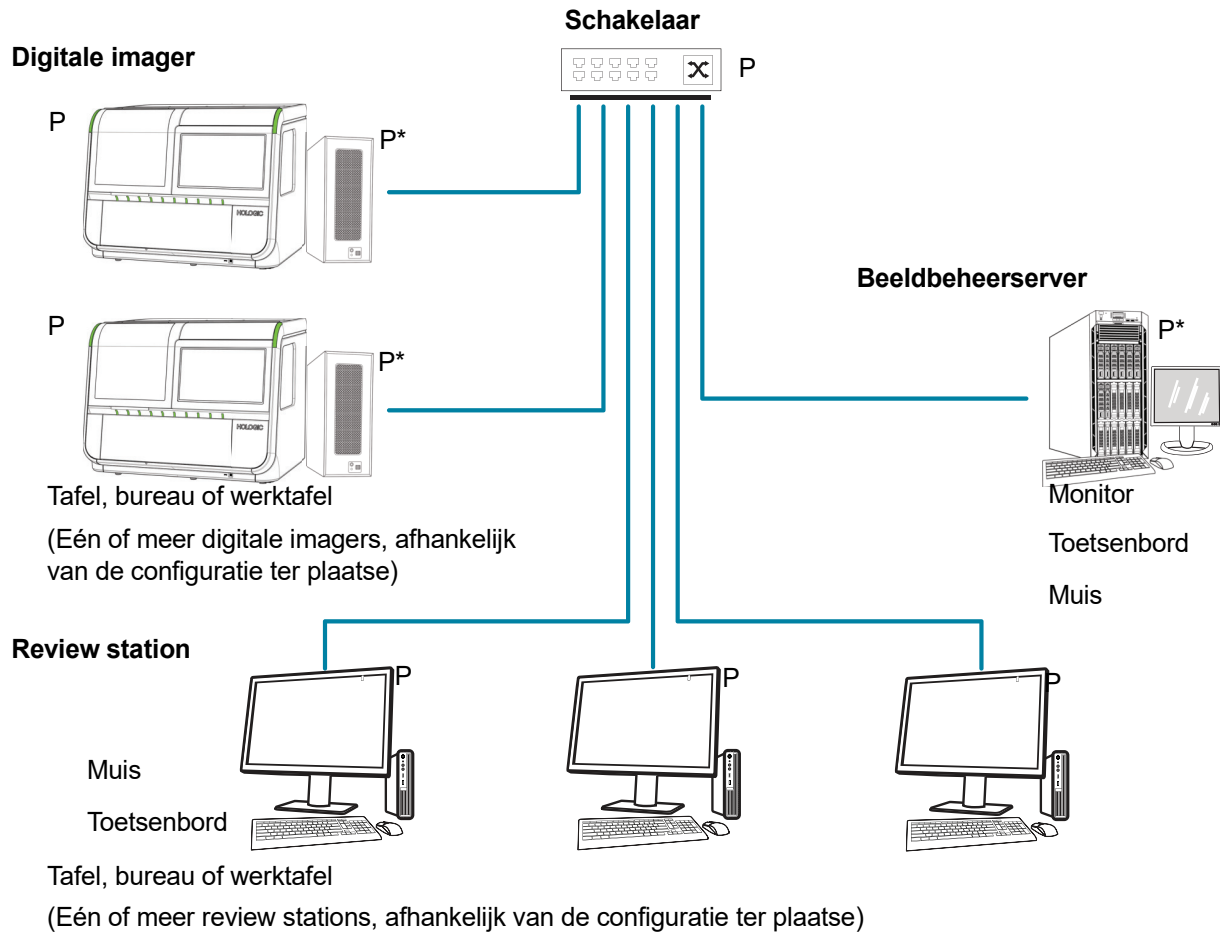 Schakelaar
P
Digitale imager
P
P*
HOLOGIC
Beeldbeheerserver
P*
P
P*
HOLOGIC
Tafel, bureau of werktafel
(Eén of meer digitale imagers, afhankelijk
van de configuratie ter plaatse)
Monitor
Toetsenbord
Muis
Review station
P
P
P
Muis
Toetsenbord
Tafel, bureau of werktafel
(Eén of meer review stations, afhankelijk van de configuratie ter plaatse)